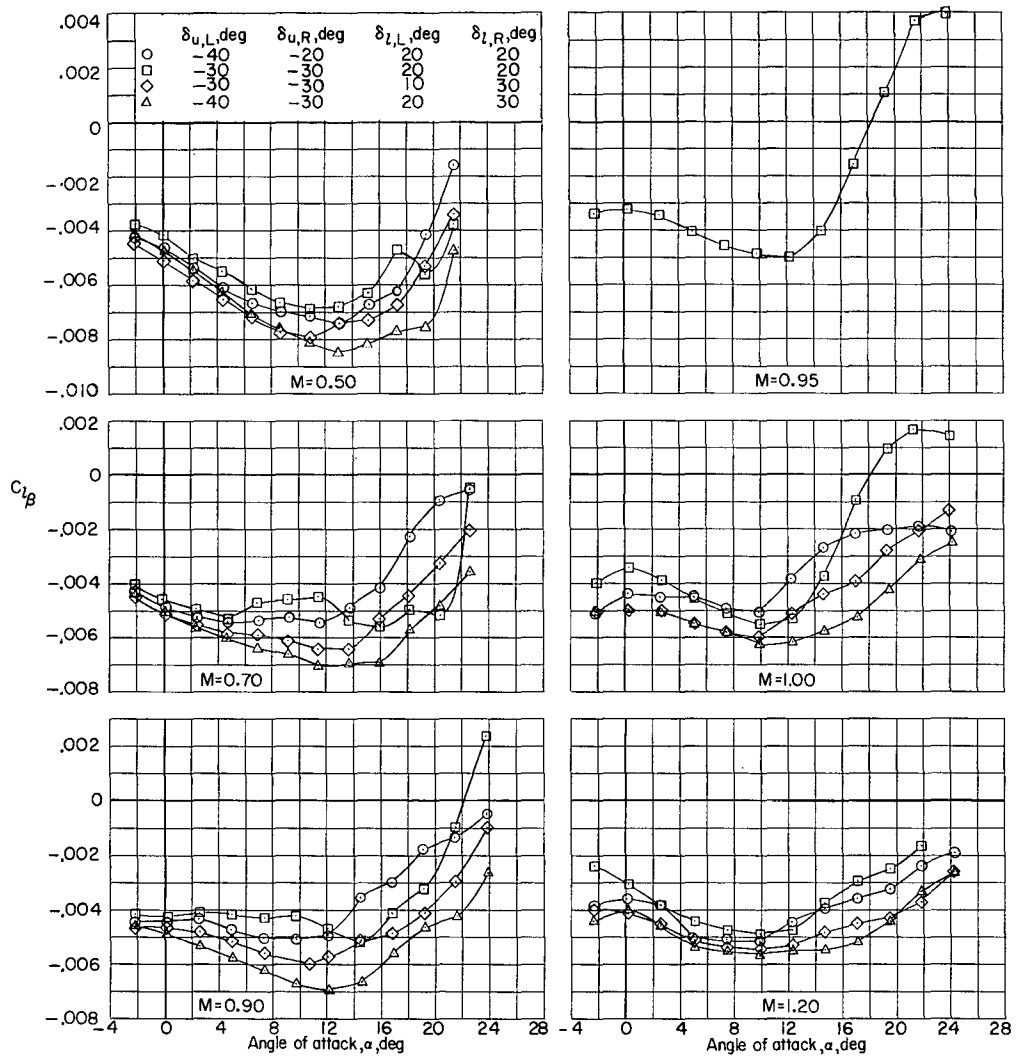 δu,L,deg δu,R,deg δl,L,deg δl,R,deg
○ −40 −20 20 20
□ −30 −30 20 20
◇ −30 −30 10 30
△ −40 −30 20 30
.004
.002
0
−.002
−.004
−.006
−.008
−.010
M=0.50
M=0.95
.002
0
−.002
−.004
−.006
−.008
Clβ
M=0.70
M=1.00
.002
0
−.002
−.004
−.006
−.008
M=0.90
M=1.20
−4 0 4 8 12 16 20 24 28
Angle of attack, α, deg
−4 0 4 8 12 16 20 24 28
Angle of attack, α, deg